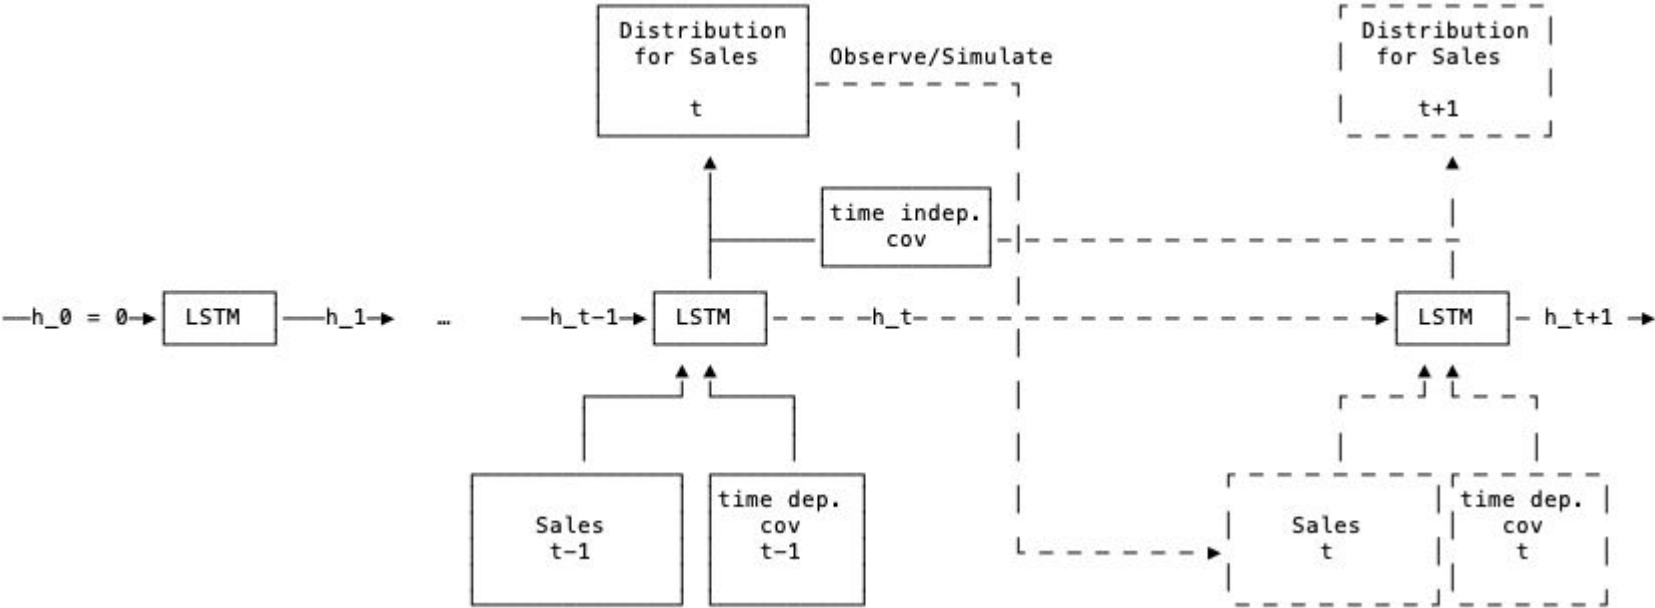 Distribution
for Sales
t
Observe/Simulate
Distribution
for Sales
t+1
time indep.
cov
h_0 = 0
LSTM
h_1
…
h_t-1
LSTM
h_t
LSTM
h_t+1
Sales
t-1
time dep.
cov
t-1
Sales
t
time dep.
cov
t